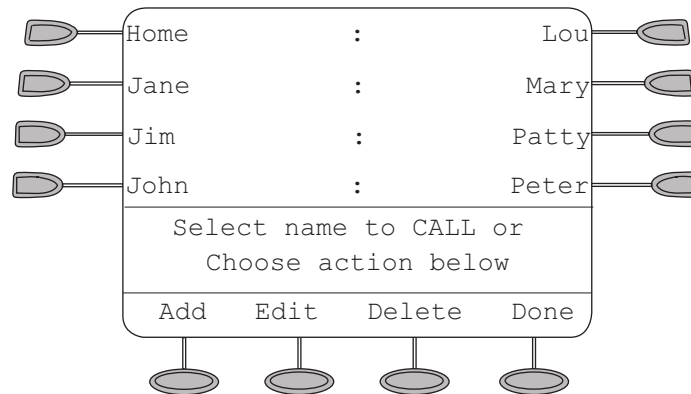 Home : Lou
Jane : Mary
Jim : Patty
John : Peter
Select name to CALL or
Choose action below
Add Edit Delete Done